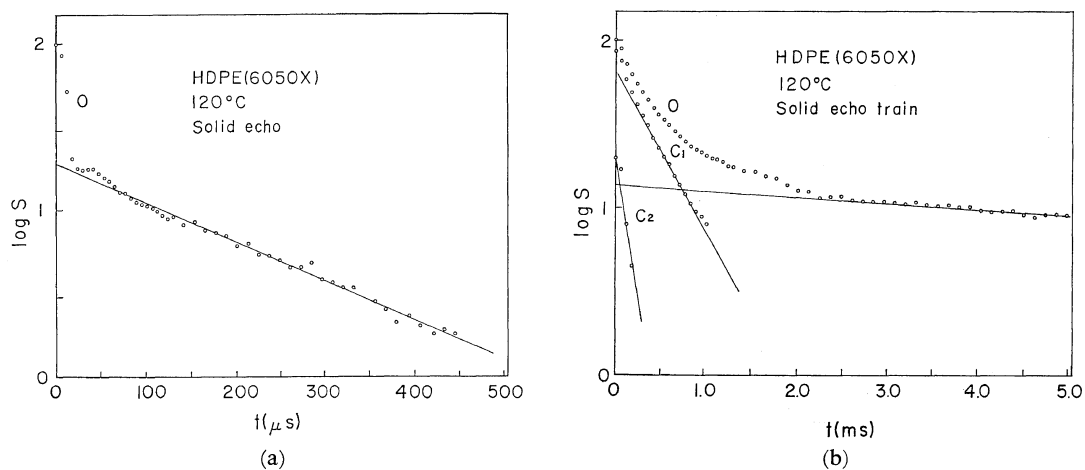 2
HDPE(6050X)
120°C
Solid echo
O
log S
1
0
0
100
200
300
400
500
t(μs)
(a)
2
HDPE(6050X)
120°C
Solid echo train
O
C1
log S
1
C2
0
0
1.0
2.0
3.0
4.0
5.0
t(ms)
(b)